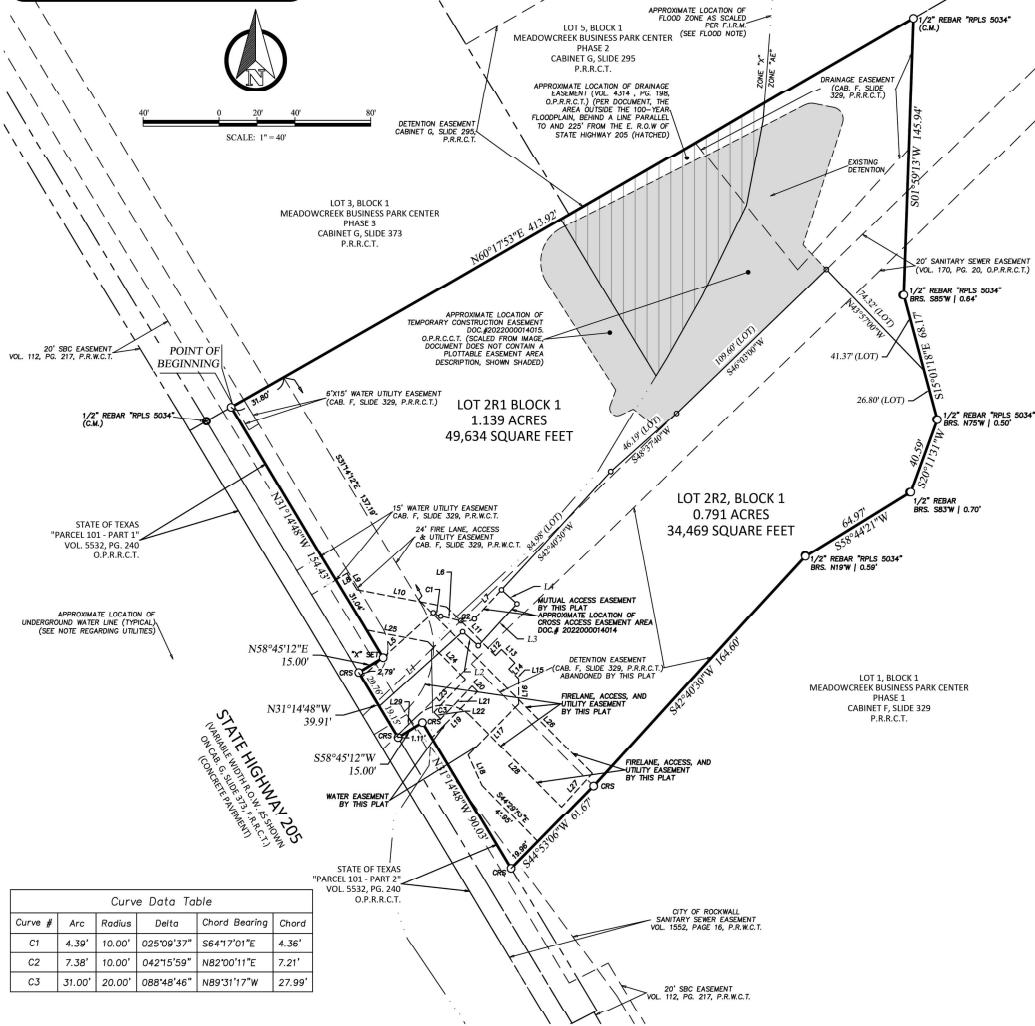 APPROXIMATE LOCATION OF
FLOOD ZONE AS SCALED
PER F.I.R.M.
(SEE FLOOD NOTE)
LOT 5, BLOCK 1
MEADOWCREEK BUSINESS PARK CENTER
PHASE 2
CABINET G, SLIDE 295
P.R.R.C.T.
1/2" REBAR "RPLS 5034"
(C.M.)
ZONE "X"
ZONE "AE"
N
40' 0 20' 40' 80'
SCALE: 1" = 40'
DRAINAGE EASEMENT
(CAB. F, SLIDE
329, P.R.R.C.T.)
APPROXIMATE LOCATION OF DRAINAGE
EASEMENT (VOL. 4314 , PG. 198,
O.P.R.R.C.T.) (PER DOCUMENT, THE
AREA OUTSIDE THE 100-YEAR
FLOODPLAIN, BEHIND A LINE PARALLEL
TO AND 225' FROM THE E. R.O.W OF
STATE HIGHWAY 205 (HATCHED)
DETENTION EASEMENT
CABINET G, SLIDE 295,
P.R.R.C.T.
EXISTING
DETENTION
S01°59'13"W 145.94'
LOT 3, BLOCK 1
MEADOWCREEK BUSINESS PARK CENTER
PHASE 3
CABINET G, SLIDE 373
P.R.R.C.T.
N60°17'53"E 413.92'
20' SANITARY SEWER EASEMENT
(VOL. 170, PG. 20, O.P.R.R.C.T.)
1/2" REBAR "RPLS 5034"
BRS. S85°W | 0.64'
74.32' (LOT)
N43°57'00"W
APPROXIMATE LOCATION OF
TEMPORARY CONSTRUCTION EASEMENT
DOC.#2022000014015.
O.P.R.C.C.T. (SCALED FROM IMAGE,
DOCUMENT DOES NOT CONTAIN A
PLOTTABLE EASEMENT AREA
DESCRIPTION, SHOWN SHADED)
109.60' (LOT)
S46°03'00"W
41.37' (LOT)
S15°01'18"E 68.17'
26.80' (LOT)
20' SBC EASEMENT
VOL. 112, PG. 217, P.R.W.C.T.
POINT OF
BEGINNING
31.80'
6'X15' WATER UTILITY EASEMENT
(CAB. F, SLIDE 329, P.R.R.C.T.)
1/2" REBAR "RPLS 5034"
(C.M.)
LOT 2R1 BLOCK 1
1.139 ACRES
49,634 SQUARE FEET
46.19' (LOT)
S48°37'40"W
1/2" REBAR "RPLS 5034"
BRS. N75°W | 0.50'
40.59'
S20°11'31"W
S31°14'12"E 137.19'
LOT 2R2, BLOCK 1
0.791 ACRES
34,469 SQUARE FEET
1/2" REBAR
BRS. S83°W | 0.70'
64.97'
S58°44'21"W
STATE OF TEXAS
"PARCEL 101 - PART 1"
VOL. 5532, PG. 240
O.P.R.R.C.T.
N31°14'48"W 154.43'
15' WATER UTILITY EASEMENT
CAB. F, SLIDE 329, P.R.W.C.T.
24' FIRE LANE, ACCESS
& UTILITY EASEMENT
CAB. F, SLIDE 329, P.R.W.C.T.
84.98' (LOT)
S42°40'30"W
1/2" REBAR "RPLS 5034"
BRS. N19°W | 0.59'
L8 L9 31.04'
L10 C1 L6
L7 L4
C2 L11
MUTUAL ACCESS EASEMENT
BY THIS PLAT
APPROXIMATE LOCATION OF
CROSS ACCESS EASEMENT AREA
DOC.# 2022000014014
APPROXIMATE LOCATION OF
UNDERGROUND WATER LINE (TYPICAL)
(SEE NOTE REGARDING UTILITIES)
L25 L3
L12 L13
N58°45'12"E
15.00'
"X" SET
L5
CRS 2.79'
L24 L2 L14 L15
DETENTION EASEMENT
(CAB. F, SLIDE 329, P.R.R.C.T.)
ABANDONED BY THIS PLAT
S42°40'30"W 164.60'
20.76'
19.15'
LOT 1, BLOCK 1
MEADOWCREEK BUSINESS PARK CENTER
PHASE 1
CABINET F, SLIDE 329
P.R.R.C.T.
N31°14'48"W
39.91'
L29 L23 L20 L16
C3 L21
L22
L19
CRS
FIRELANE, ACCESS, AND
UTILITY EASEMENT
BY THIS PLAT
L26
STATE HIGHWAY 205
(VARIABLE WIDTH R.O.W. AS SHOWN
ON CAB. G, SLIDE 373, P.R.R.C.T.)
(CONCRETE PAVEMENT)
CRS 1.11'
S58°45'12"W
15.00'
L17
L18
L28
L27
FIRELANE, ACCESS, AND
UTILITY EASEMENT
BY THIS PLAT
CRS
WATER EASEMENT
BY THIS PLAT
N31°14'48"W 90.03'
19.96'
S44°53'06"W 61.67'
CRS
STATE OF TEXAS
"PARCEL 101 - PART 2"
VOL. 5532, PG. 240
O.P.R.R.C.T.
CITY OF ROCKWALL
SANITARY SEWER EASEMENT
VOL. 1552, PAGE 16, P.R.W.C.T.
20' SBC EASEMENT
VOL. 112, PG. 217, P.R.W.C.T.
Curve Data Table
Curve # Arc Radius Delta Chord Bearing Chord
C1 4.39' 10.00' 025°09'37" S64°17'01"E 4.36'
C2 7.38' 10.00' 042°15'59" N82°00'11"E 7.21'
C3 31.00' 20.00' 088°48'46" N89°31'17"W 27.99'